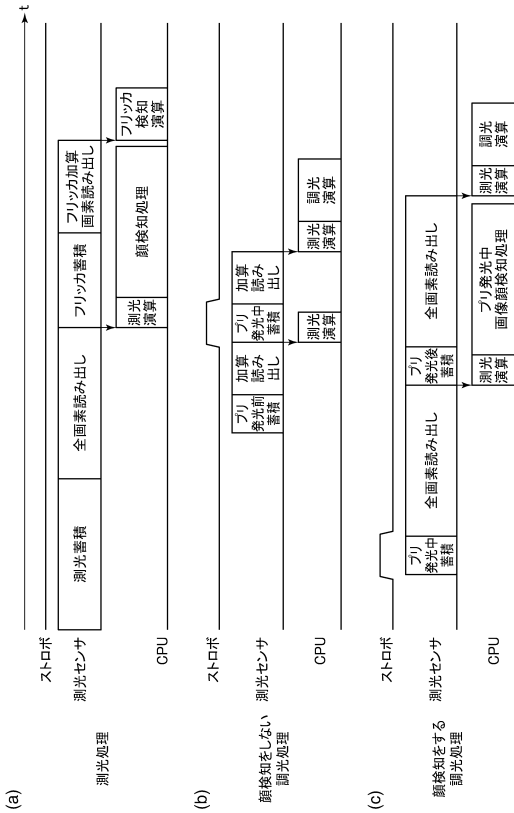 t
(a)
測光処理
ストロボ
測光センサ
CPU
測光蓄積
全画素読み出し
フリッカ蓄積
フリッカ加算
画素読み出し
測光
演算
顔検知処理
フリッカ
検知
演算
(b)
顔検知をしない
調光処理
ストロボ
測光センサ
CPU
プリ
発光前
蓄積
加算
読み
出し
プリ
発光中
蓄積
加算
読み
出し
測光
演算
測光
演算
調光
演算
(c)
顔検知をする
調光処理
ストロボ
測光センサ
CPU
プリ
発光中
蓄積
全画素読み出し
プリ
発光後
蓄積
全画素読み出し
測光
演算
プリ発光中
画像顔検知処理
測光
演算
調光
演算